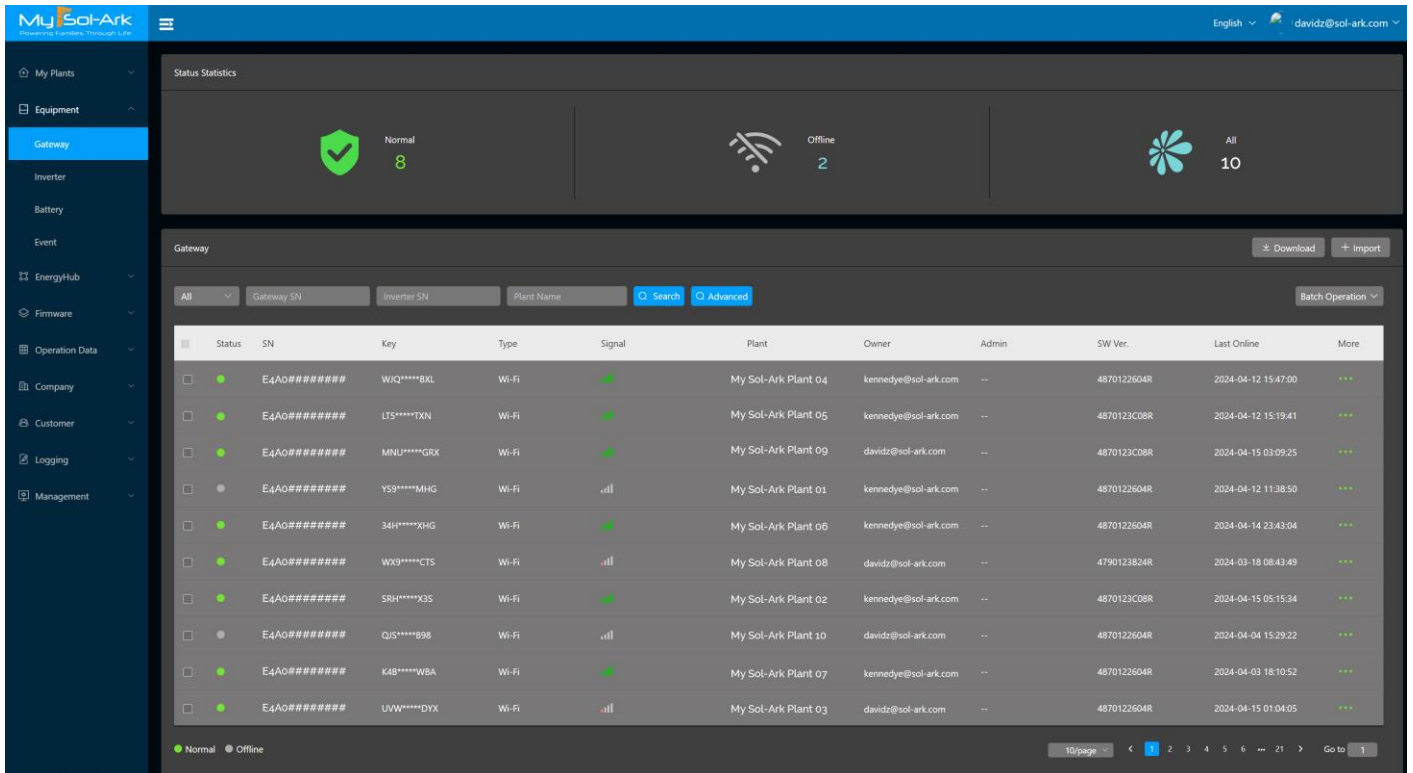 My Sol-Ark
Powering Families Through Life
English
davidz@sol-ark.com
My Plants
Equipment
Gateway
Inverter
Battery
Event
EnergyHub
Firmware
Operation Data
Company
Customer
Logging
Management
Status Statistics
Normal
8
Offline
2
All
10
Gateway
Download
+ Import
All Gateway SN Inverter SN Plant Name Search Advanced Batch Operation
Status SN Key Type Signal Plant Owner Admin SW Ver. Last Online More
E4A0######## WJQ*****BXL Wi-Fi My Sol-Ark Plant 04 kennedye@sol-ark.com -- 4870122604R 2024-04-12 15:47:00
E4A0######## LT5*****TXN Wi-Fi My Sol-Ark Plant 05 kennedye@sol-ark.com -- 4870123C08R 2024-04-12 15:19:41
E4A0######## MNU*****GRX Wi-Fi My Sol-Ark Plant 09 davidz@sol-ark.com -- 4870123C08R 2024-04-15 03:09:25
E4A0######## YS9*****MHG Wi-Fi My Sol-Ark Plant 01 kennedye@sol-ark.com -- 4870122604R 2024-04-12 11:38:50
E4A0######## 34H*****XHG Wi-Fi My Sol-Ark Plant 06 kennedye@sol-ark.com -- 4870122604R 2024-04-14 23:43:04
E4A0######## WX9*****CTS Wi-Fi My Sol-Ark Plant 08 davidz@sol-ark.com -- 4790123824R 2024-03-18 08:43:49
E4A0######## SRH*****X3S Wi-Fi My Sol-Ark Plant 02 kennedye@sol-ark.com -- 4870123C08R 2024-04-15 05:15:34
E4A0######## QJS*****898 Wi-Fi My Sol-Ark Plant 10 davidz@sol-ark.com -- 4870122604R 2024-04-04 15:29:22
E4A0######## K4B*****WBA Wi-Fi My Sol-Ark Plant 07 kennedye@sol-ark.com -- 4870122604R 2024-04-03 18:10:52
E4A0######## UVW*****DYX Wi-Fi My Sol-Ark Plant 03 davidz@sol-ark.com -- 4870122604R 2024-04-15 01:04:05
Normal Offline
10/page < 1 2 3 4 5 6 ... 21 > Go to 1